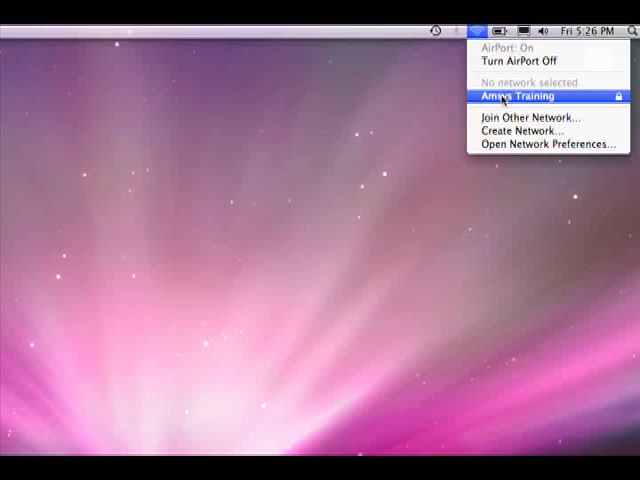 Fri 5:26 PM
AirPort: On
Turn AirPort Off
No network selected
Amsys Training
Join Other Network...
Create Network...
Open Network Preferences...